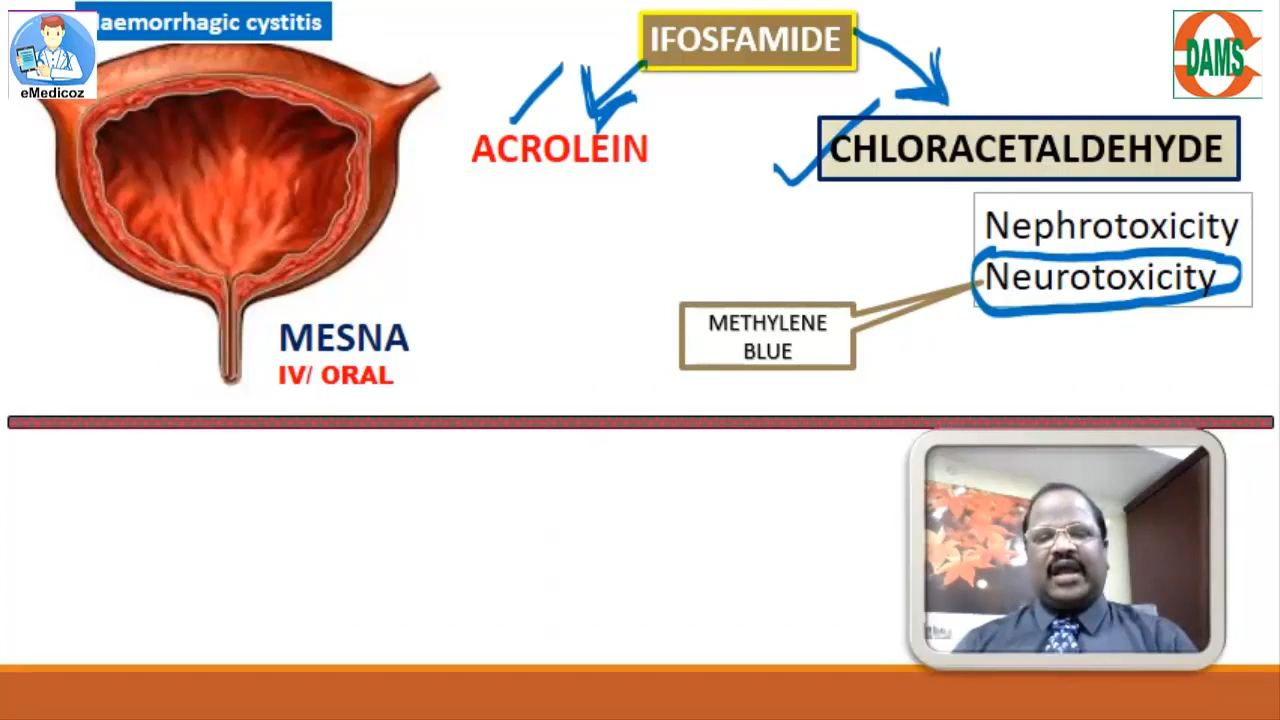 aemorrhagic cystitis
eMedicoz
IFOSFAMIDE
DAMS
ACROLEIN
CHLORACETALDEHYDE
Nephrotoxicity
Neurotoxicity
METHYLENE
BLUE
MESNA
IV/ ORAL